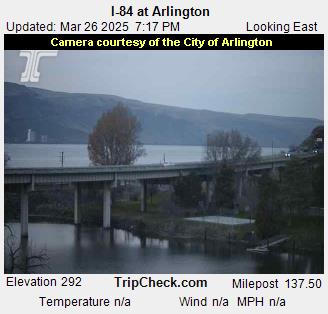 I-84 at Arlington
Updated: Mar 26 2025 7:17 PM Looking East
Camera courtesy of the City of Arlington
Elevation 292 TripCheck.com Milepost 137.50
Temperature n/a Wind n/a MPH n/a